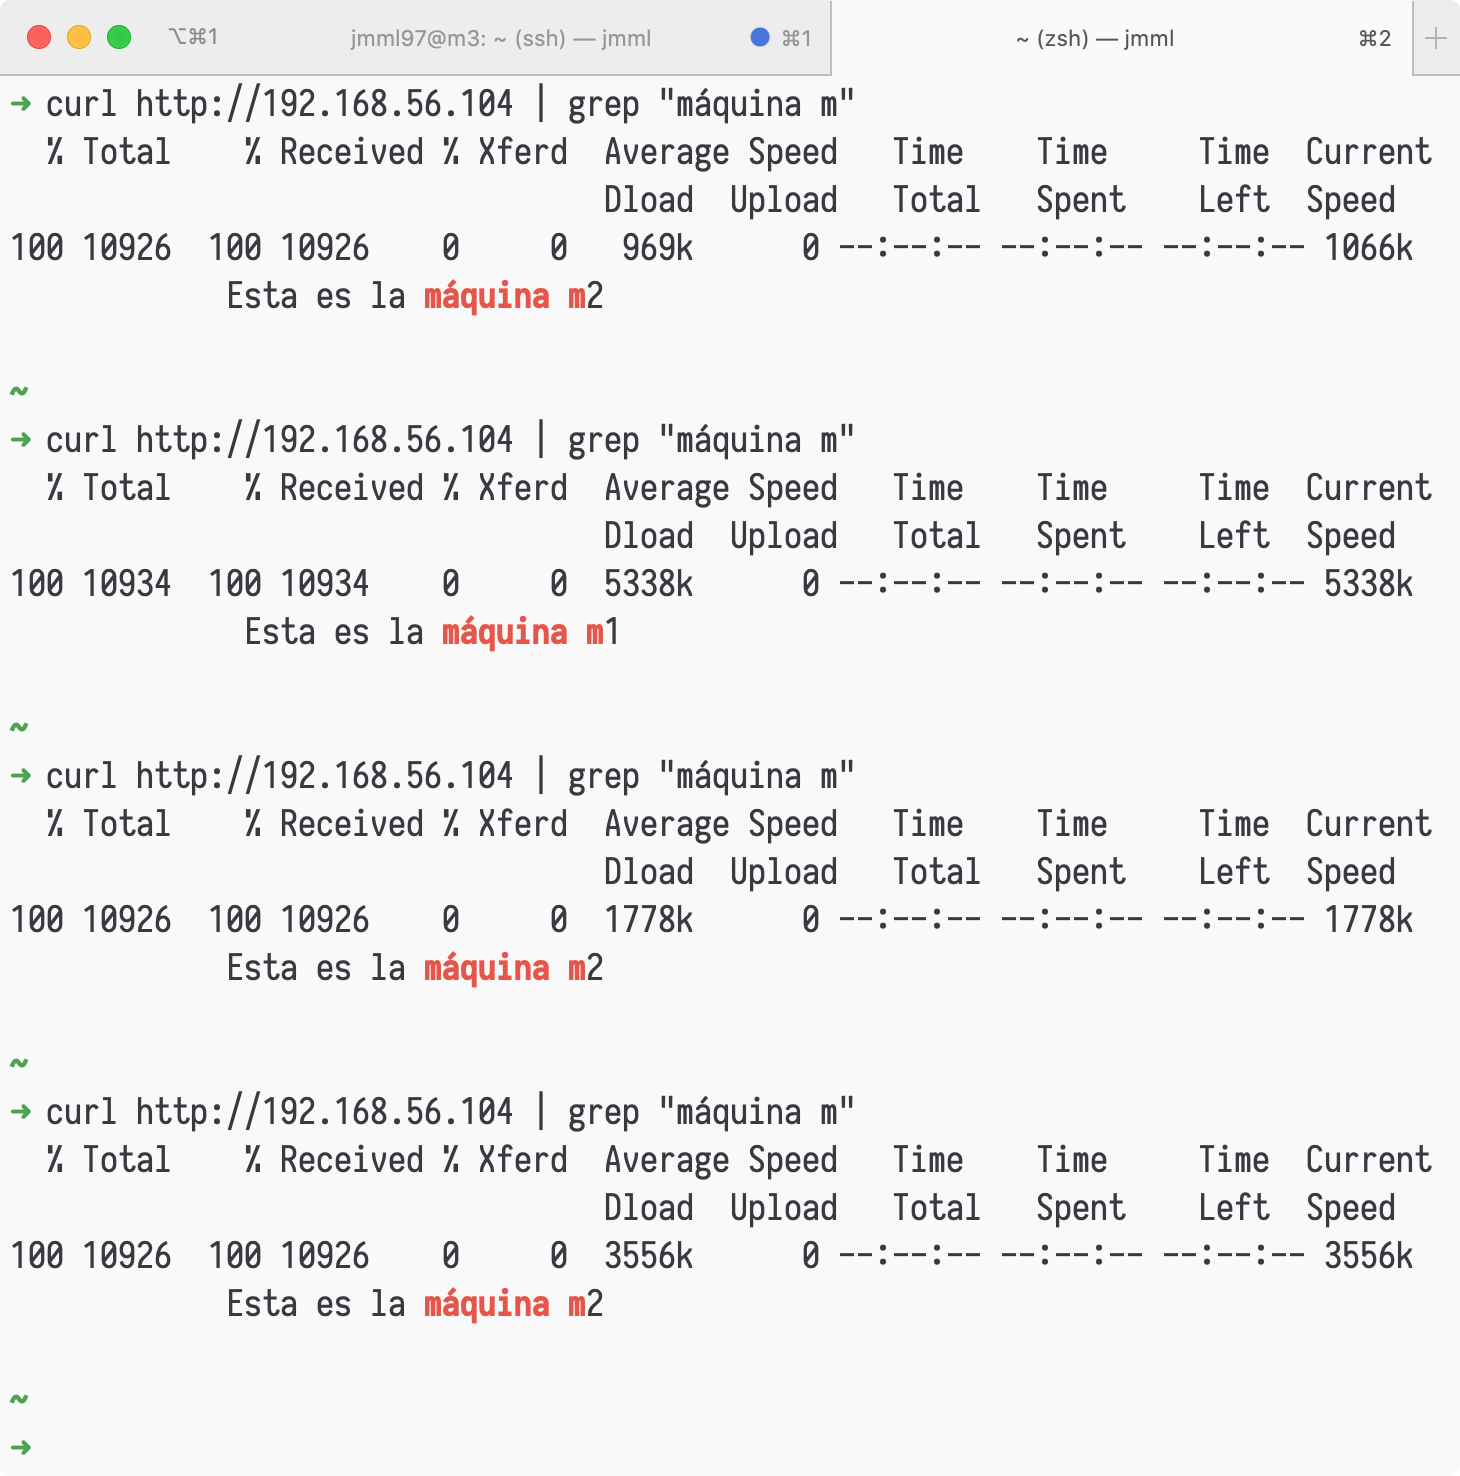 ⌥⌘1 jmml97@m3: ~ (ssh) — jmml ⌘1 ~ (zsh) — jmml ⌘2 +
➜ curl http://192.168.56.104 | grep "máquina m"
  % Total    % Received % Xferd  Average Speed   Time    Time     Time  Current
                                 Dload  Upload   Total   Spent    Left  Speed
100 10926  100 10926    0     0   969k      0 --:--:-- --:--:-- --:--:-- 1066k
            Esta es la máquina m2
~
➜ curl http://192.168.56.104 | grep "máquina m"
  % Total    % Received % Xferd  Average Speed   Time    Time     Time  Current
                                 Dload  Upload   Total   Spent    Left  Speed
100 10934  100 10934    0     0  5338k      0 --:--:-- --:--:-- --:--:-- 5338k
             Esta es la máquina m1
~
➜ curl http://192.168.56.104 | grep "máquina m"
  % Total    % Received % Xferd  Average Speed   Time    Time     Time  Current
                                 Dload  Upload   Total   Spent    Left  Speed
100 10926  100 10926    0     0  1778k      0 --:--:-- --:--:-- --:--:-- 1778k
            Esta es la máquina m2
~
➜ curl http://192.168.56.104 | grep "máquina m"
  % Total    % Received % Xferd  Average Speed   Time    Time     Time  Current
                                 Dload  Upload   Total   Spent    Left  Speed
100 10926  100 10926    0     0  3556k      0 --:--:-- --:--:-- --:--:-- 3556k
            Esta es la máquina m2
~
➜